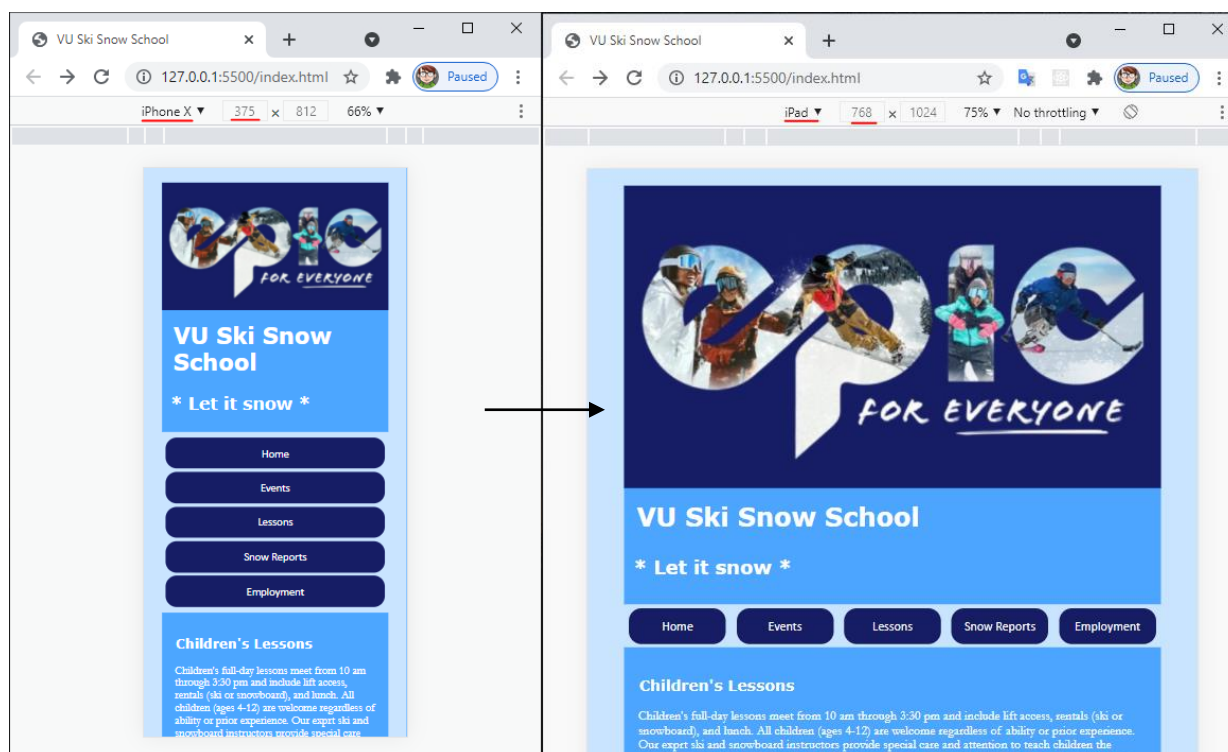 VU Ski Snow School
127.0.0.1:5500/index.html
Paused
iPhone X 375 x 812 66%
epic
FOR EVERYONE
VU Ski Snow
School
* Let it snow *
Home
Events
Lessons
Snow Reports
Employment
Children's Lessons
Children's full-day lessons meet from 10 am
through 3:30 pm and include lift access,
rentals (ski or snowboard), and lunch. All
children (ages 4-12) are welcome regardless of
ability or prior experience. Our exprt ski and
snowboard instructors provide special care
VU Ski Snow School
127.0.0.1:5500/index.html
Paused
iPad 768 x 1024 75% No throttling
epic
FOR EVERYONE
VU Ski Snow School
* Let it snow *
Home Events Lessons Snow Reports Employment
Children's Lessons
Children's full-day lessons meet from 10 am through 3:30 pm and include lift access, rentals (ski or
snowboard), and lunch. All children (ages 4-12) are welcome regardless of ability or prior experience.
Our exprt ski and snowboard instructors provide special care and attention to teach children the